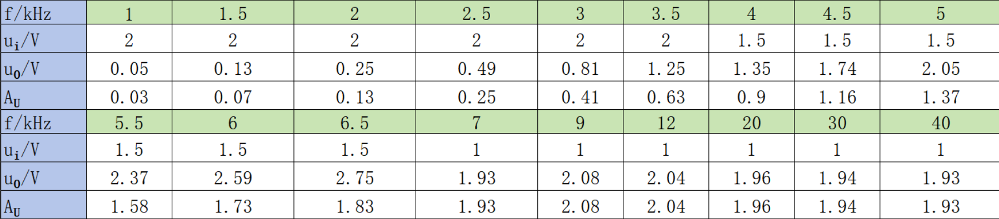 f/kHz 1 1.5 2 2.5 3 3.5 4 4.5 5
ui/V 2 2 2 2 2 2 1.5 1.5 1.5
uO/V 0.05 0.13 0.25 0.49 0.81 1.25 1.35 1.74 2.05
AU 0.03 0.07 0.13 0.25 0.41 0.63 0.9 1.16 1.37
f/kHz 5.5 6 6.5 7 9 12 20 30 40
ui/V 1.5 1.5 1.5 1 1 1 1 1 1
uO/V 2.37 2.59 2.75 1.93 2.08 2.04 1.96 1.94 1.93
AU 1.58 1.73 1.83 1.93 2.08 2.04 1.96 1.94 1.93